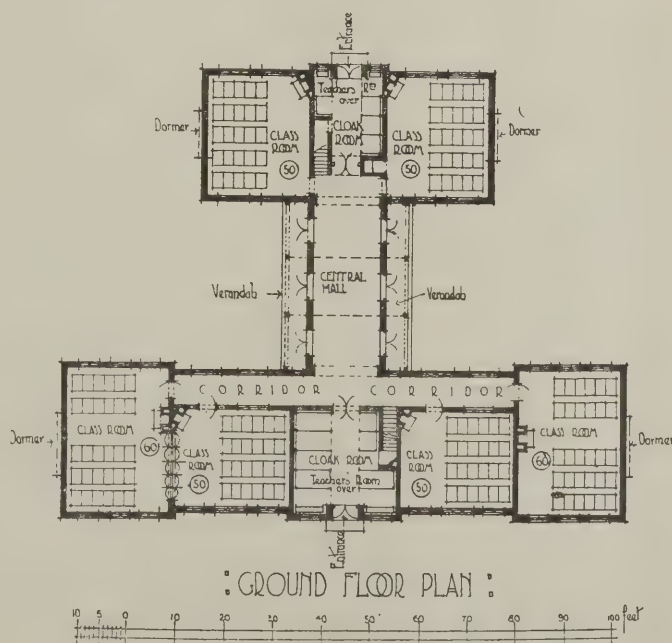 Entrance
Teachers Rm
over
Dormer
CLASS
ROOM
50
CLOAK
ROOM
CLASS
ROOM
50
Dormer
CENTRAL
HALL
Verandah
Verandah
CORRIDOR CORRIDOR
Dormer
CLASS ROOM
60
CLASS
ROOM
50
CLOAK ROOM
Teachers Room
over
CLASS
ROOM
50
CLASS ROOM
60
Dormer
Entrance
: GROUND FLOOR PLAN :
10 5 0 10 20 30 40 50 60 70 80 90 100 feet